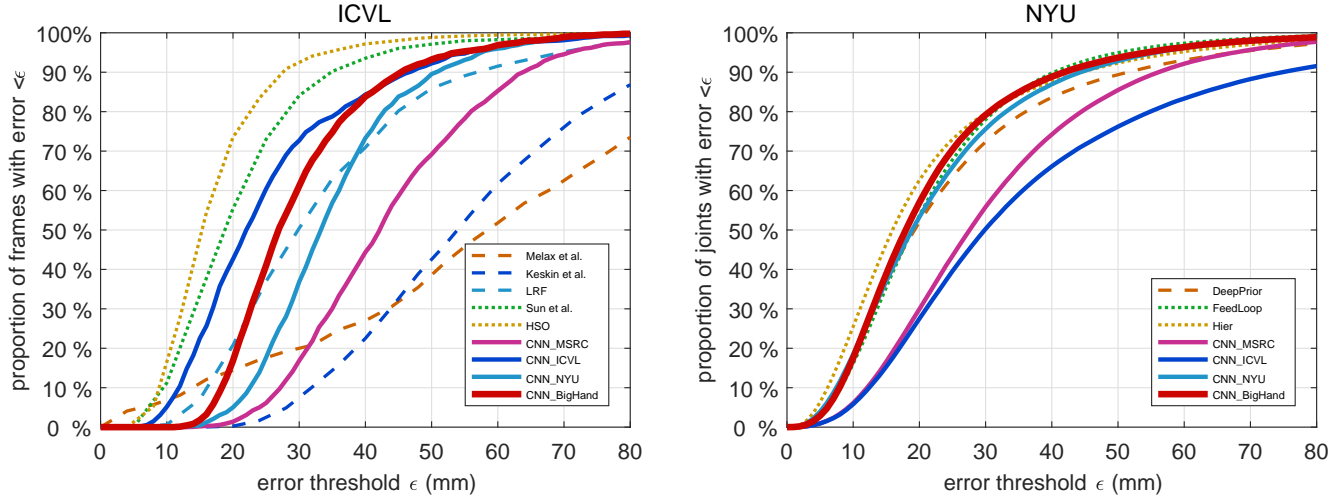 ICVL
100%
90 %
80 %
70 %
60 %
50 %
40 %
30 %
20 %
10 %
0 %
proportion of frames with error <ϵ
0 10 20 30 40 50 60 70 80
error threshold ϵ (mm)
Melax et al.
Keskin et al.
LRF
Sun et al.
HSO
CNN_MSRC
CNN_ICVL
CNN_NYU
CNN_BigHand
NYU
100%
90 %
80 %
70 %
60 %
50 %
40 %
30 %
20 %
10 %
0 %
proportion of joints with error <ϵ
0 10 20 30 40 50 60 70 80
error threshold ϵ (mm)
DeepPrior
FeedLoop
Hier
CNN_MSRC
CNN_ICVL
CNN_NYU
CNN_BigHand